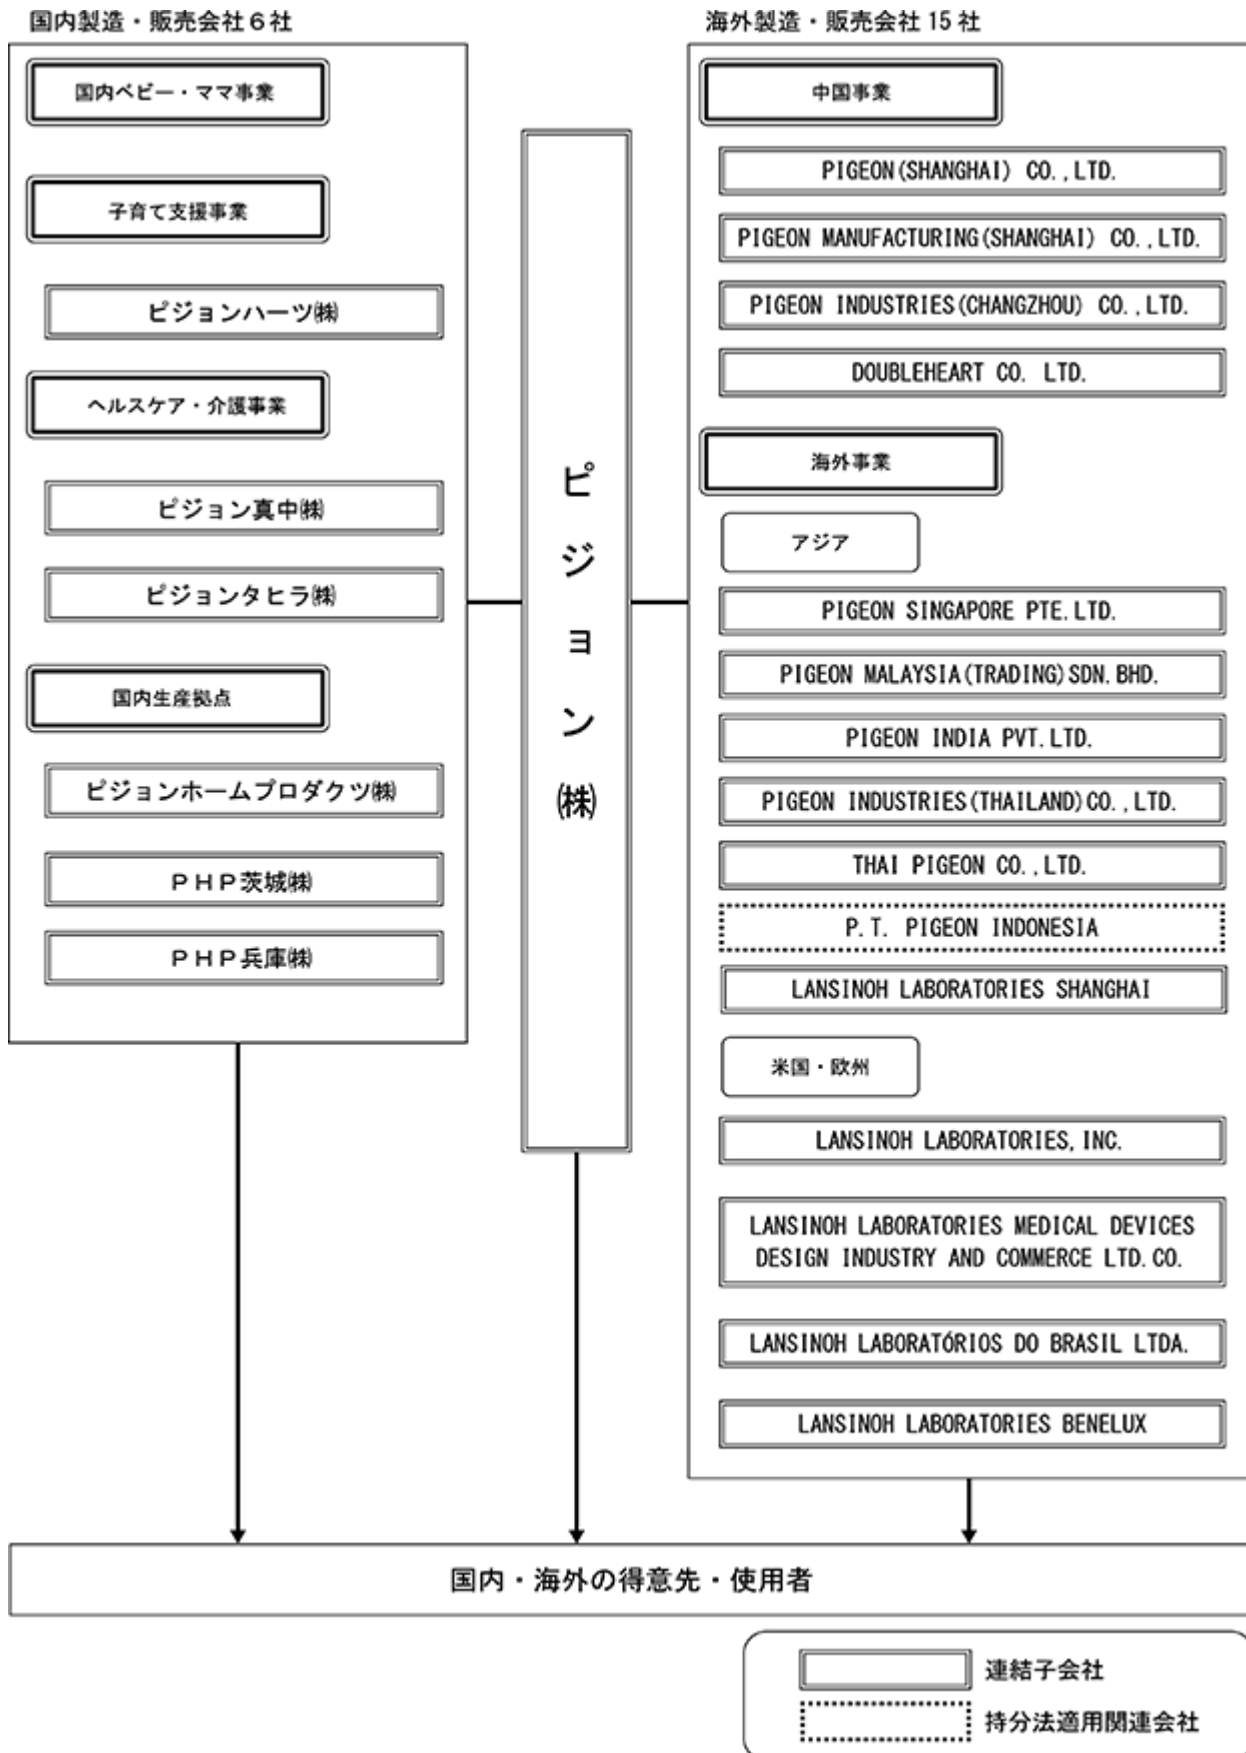 国内製造・販売会社6社
国内ベビー・ママ事業
子育て支援事業
ピジョンハーツ㈱
ヘルスケア・介護事業
ピジョン真中㈱
ピジョンタヒラ㈱
国内生産拠点
ピジョンホームプロダクツ㈱
PHP茨城㈱
PHP兵庫㈱
ピジョン㈱
海外製造・販売会社15社
中国事業
PIGEON(SHANGHAI) CO.,LTD.
PIGEON MANUFACTURING(SHANGHAI) CO.,LTD.
PIGEON INDUSTRIES(CHANGZHOU) CO.,LTD.
DOUBLEHEART CO. LTD.
海外事業
アジア
PIGEON SINGAPORE PTE.LTD.
PIGEON MALAYSIA(TRADING)SDN.BHD.
PIGEON INDIA PVT.LTD.
PIGEON INDUSTRIES(THAILAND)CO.,LTD.
THAI PIGEON CO.,LTD.
P.T. PIGEON INDONESIA
LANSINOH LABORATORIES SHANGHAI
米国・欧州
LANSINOH LABORATORIES,INC.
LANSINOH LABORATORIES MEDICAL DEVICES
DESIGN INDUSTRY AND COMMERCE LTD.CO.
LANSINOH LABORATÓRIOS DO BRASIL LTDA.
LANSINOH LABORATORIES BENELUX
国内・海外の得意先・使用者
連結子会社
持分法適用関連会社